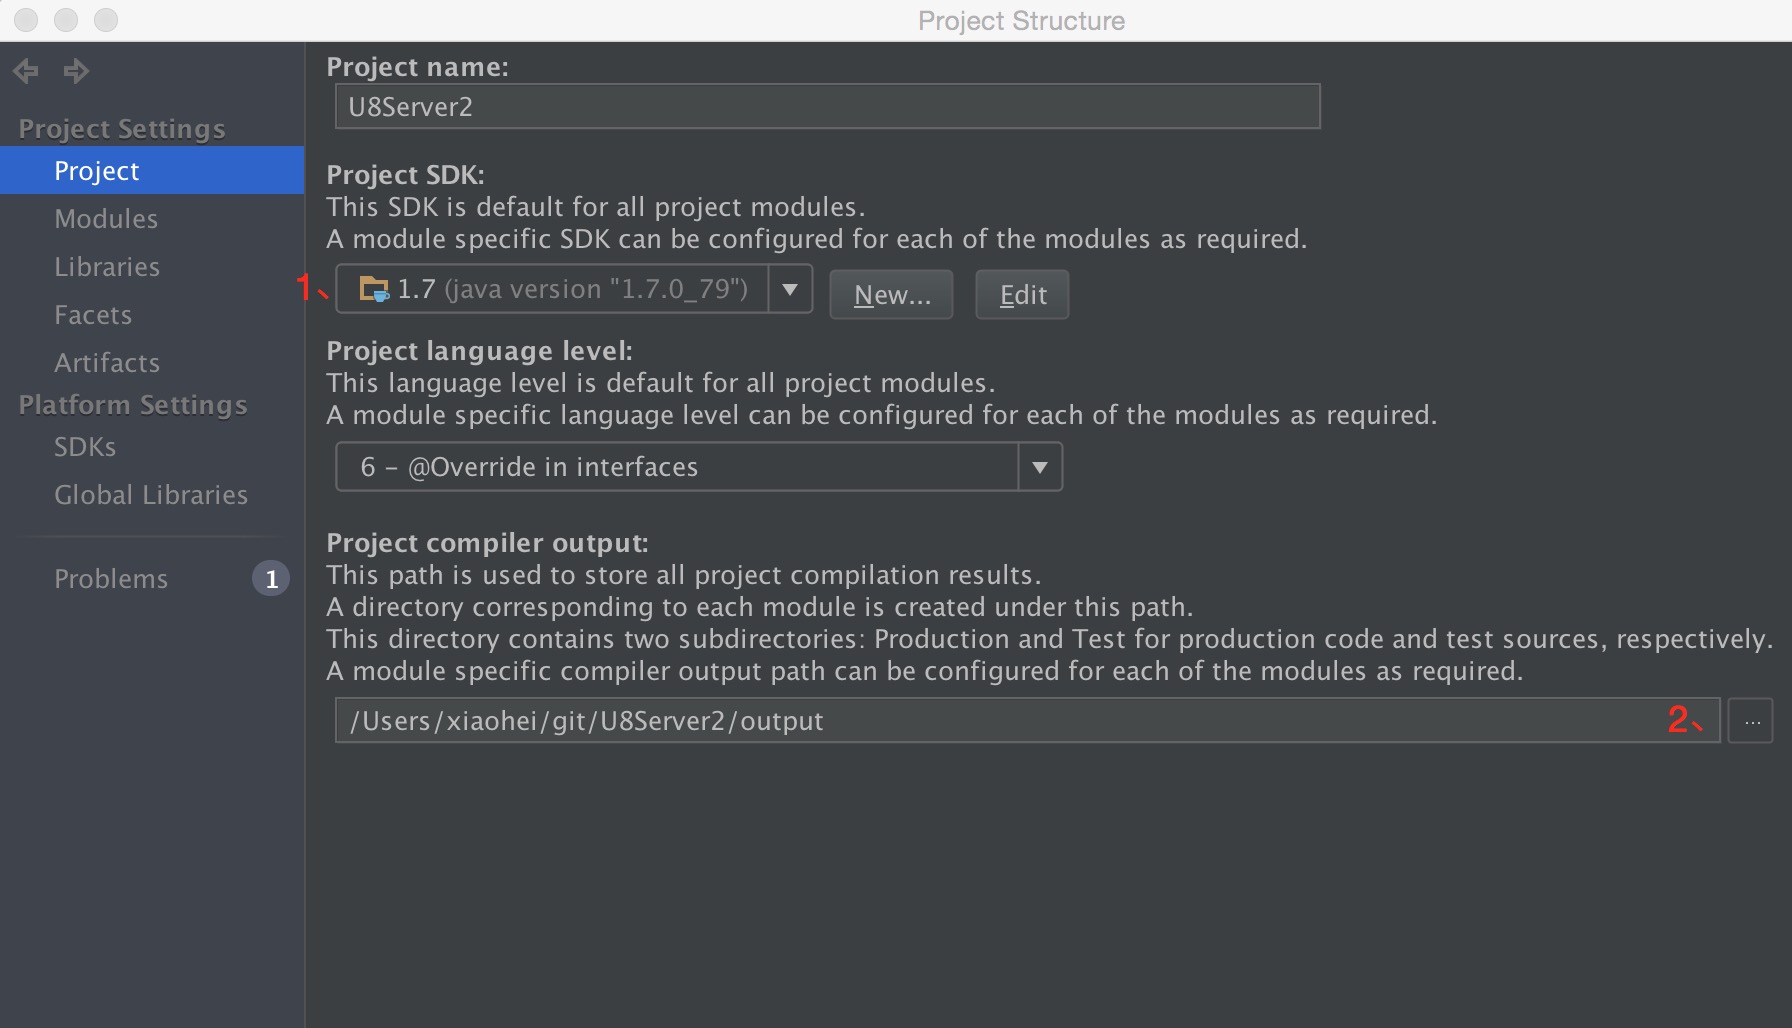 Project Structure
Project Settings
Project
Modules
Libraries
Facets
Artifacts
Platform Settings
SDKs
Global Libraries
Problems 1
Project name:
U8Server2
Project SDK:
This SDK is default for all project modules.
A module specific SDK can be configured for each of the modules as required.
1、 1.7 (java version "1.7.0_79") New... Edit
Project language level:
This language level is default for all project modules.
A module specific language level can be configured for each of the modules as required.
6 – @Override in interfaces
Project compiler output:
This path is used to store all project compilation results.
A directory corresponding to each module is created under this path.
This directory contains two subdirectories: Production and Test for production code and test sources, respectively.
A module specific compiler output path can be configured for each of the modules as required.
/Users/xiaohei/git/U8Server2/output 2、 ...